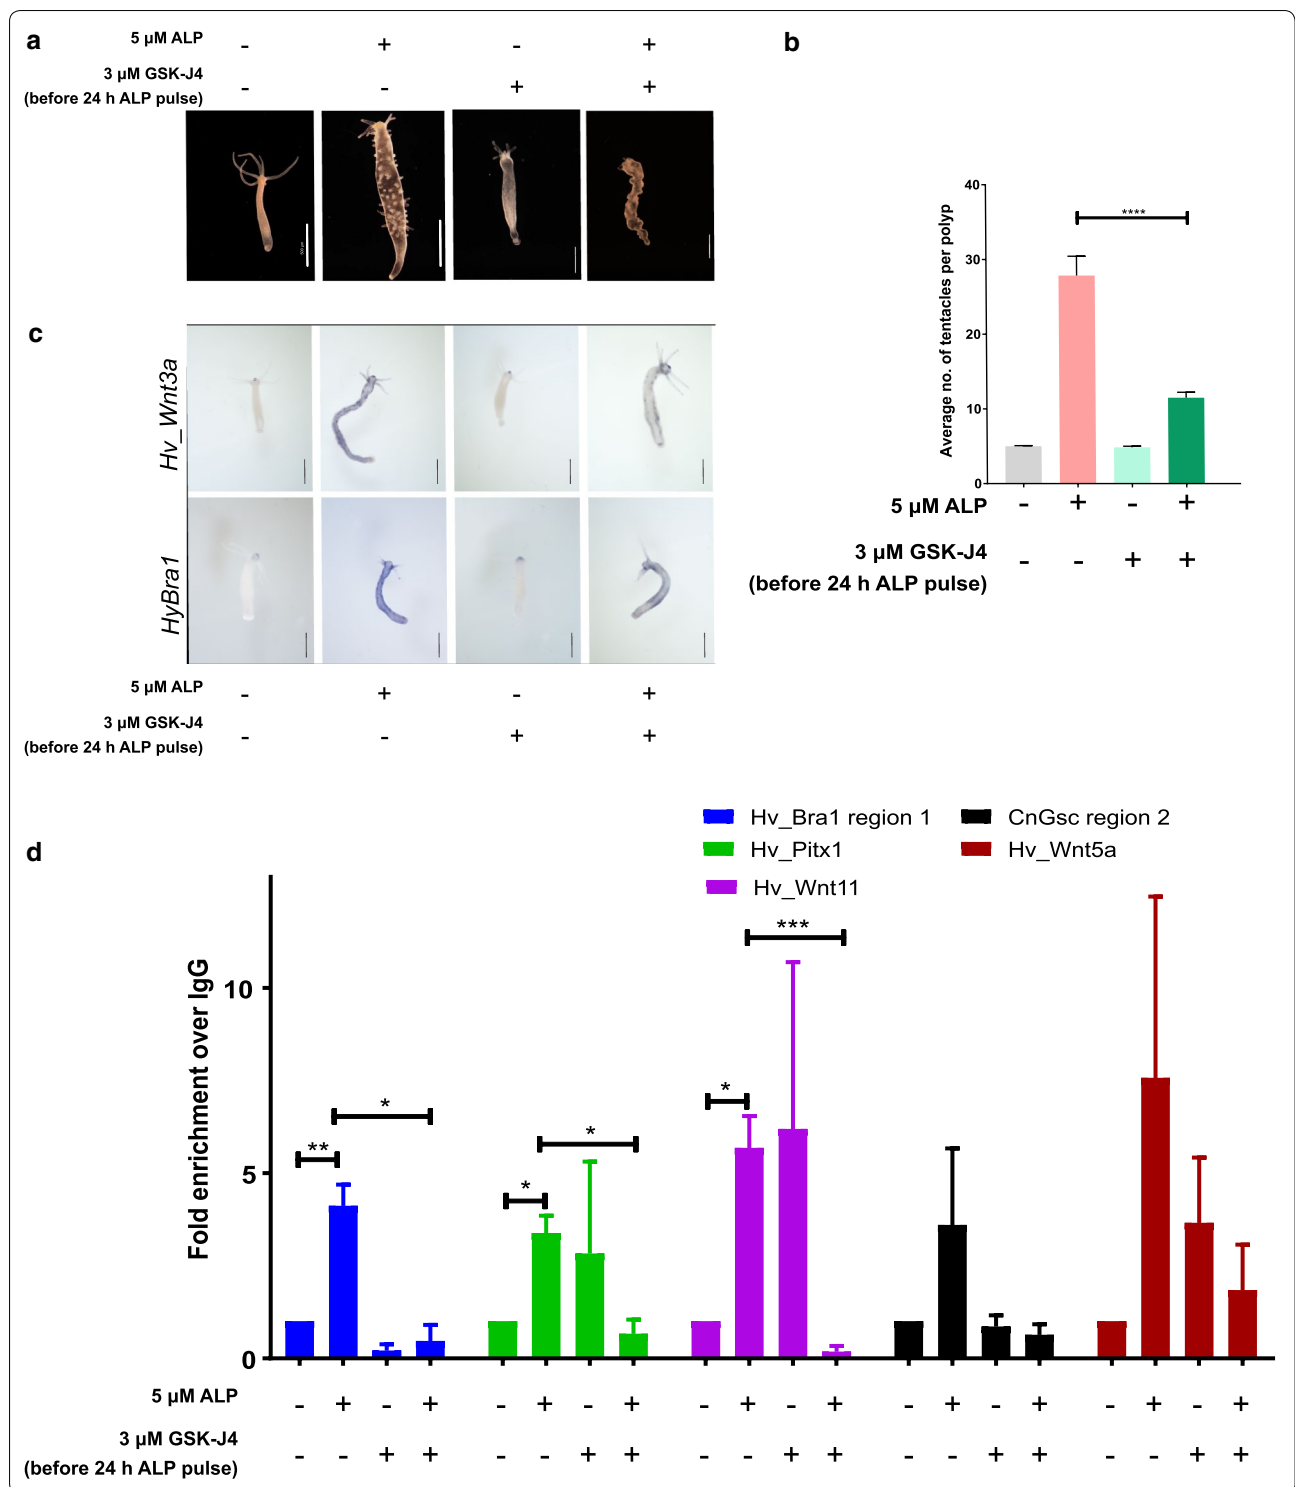 a
5 µM ALP - + - +
3 µM GSK-J4
(before 24 h ALP pulse) - - + +
b
Average no. of tentacles per polyp
40
30
20
10
0
****
5 µM ALP - + - +
3 µM GSK-J4
(before 24 h ALP pulse) - - + +
c
Hv_Wnt3a
HyBra1
5 µM ALP - + - +
3 µM GSK-J4
(before 24 h ALP pulse) - - + +
d
Hv_Bra1 region 1
CnGsc region 2
Hv_Pitx1
Hv_Wnt5a
Hv_Wnt11
Fold enrichment over IgG
10
5
0
** * * * * ***
5 µM ALP - + - + - + - + - + - + - + - + - + - +
3 µM GSK-J4
(before 24 h ALP pulse) - - + + - - + + - - + + - - + + - - + +